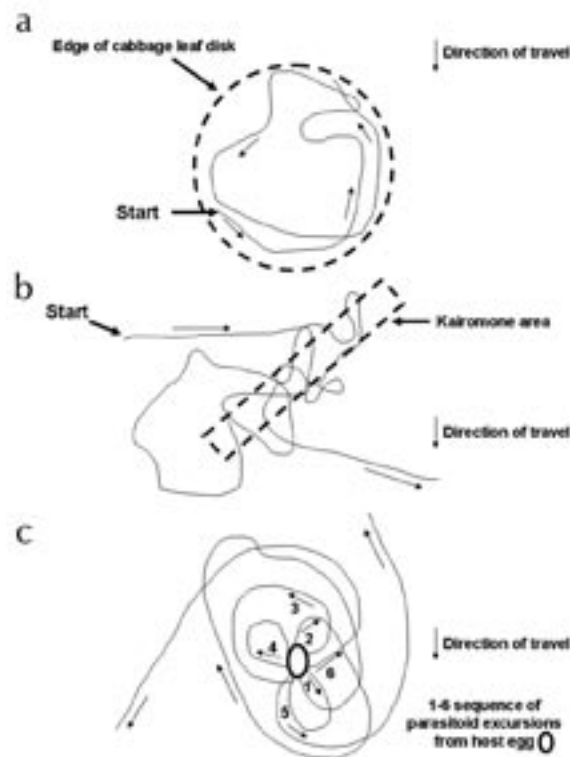 a
Edge of cabbage leaf disk
Direction of travel
Start
b
Start
Kairomone area
Direction of travel
c
3
2
4
6
1
5
Direction of travel
1-6 sequence of
parasitoid excursions
from host egg